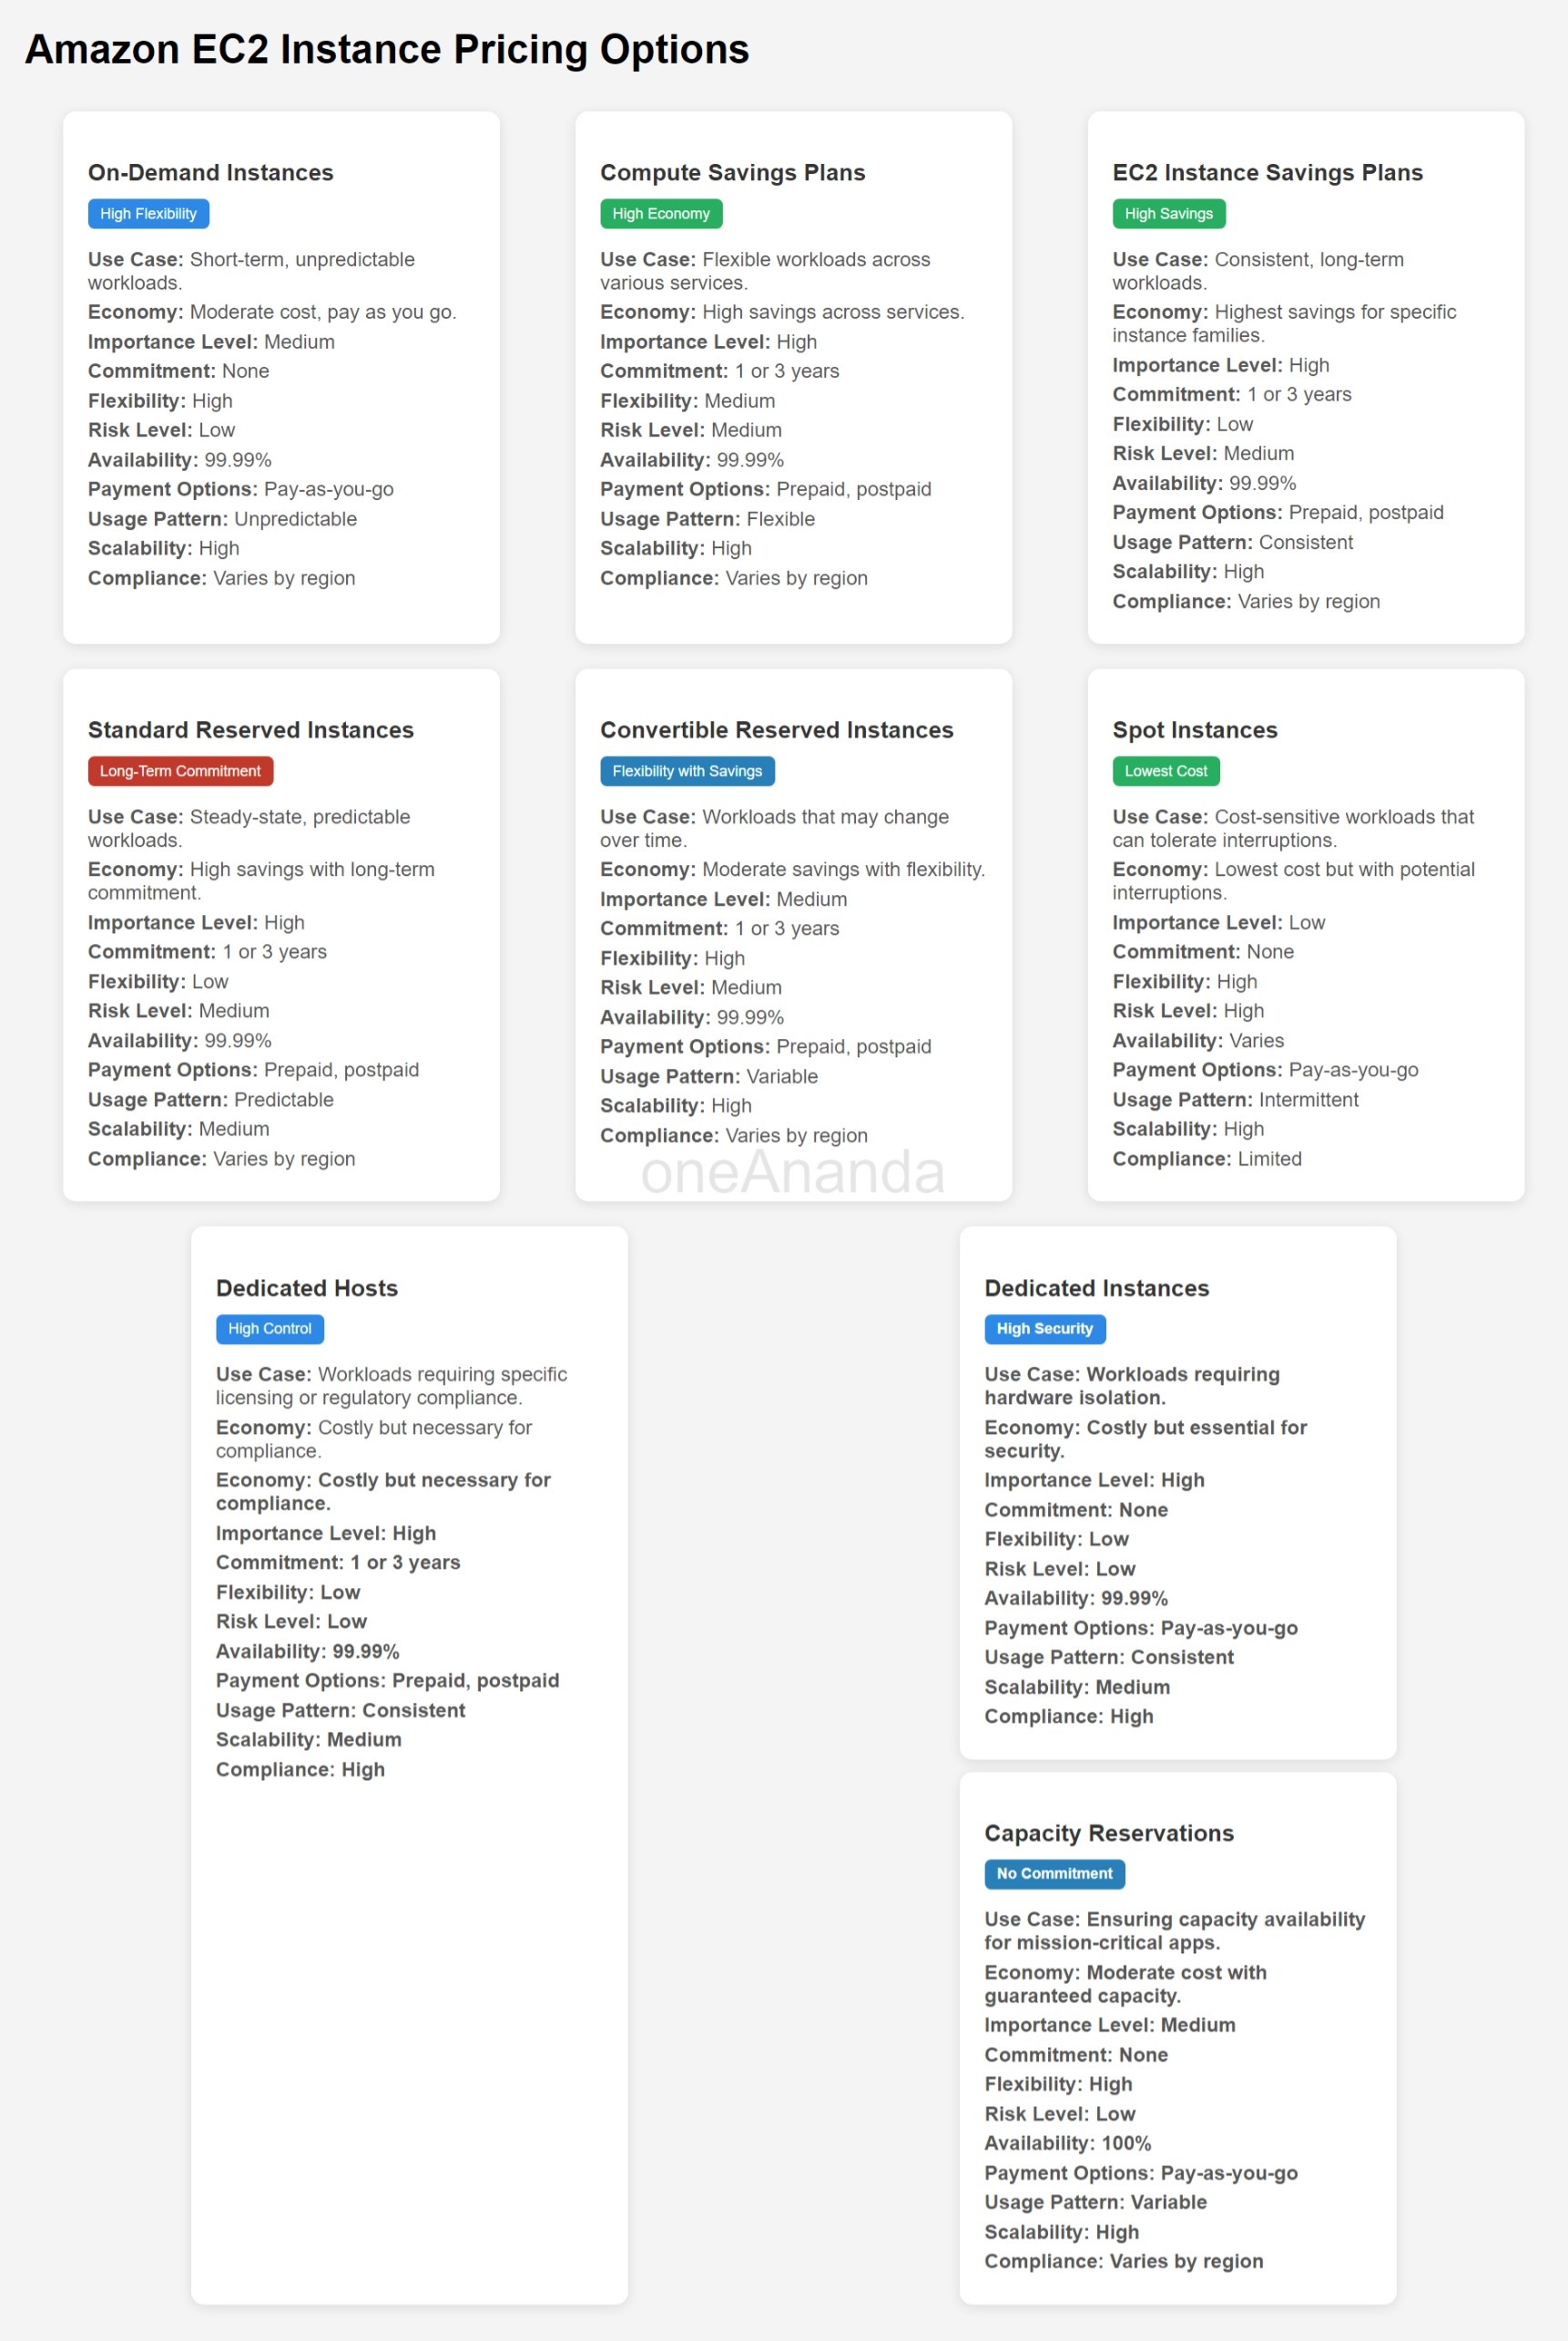 Amazon EC2 Instance Pricing Options
On-Demand Instances
High Flexibility
Use Case: Short-term, unpredictable
workloads.
Economy: Moderate cost, pay as you go.
Importance Level: Medium
Commitment: None
Flexibility: High
Risk Level: Low
Availability: 99.99%
Payment Options: Pay-as-you-go
Usage Pattern: Unpredictable
Scalability: High
Compliance: Varies by region
Compute Savings Plans
High Economy
Use Case: Flexible workloads across
various services.
Economy: High savings across services.
Importance Level: High
Commitment: 1 or 3 years
Flexibility: Medium
Risk Level: Medium
Availability: 99.99%
Payment Options: Prepaid, postpaid
Usage Pattern: Flexible
Scalability: High
Compliance: Varies by region
EC2 Instance Savings Plans
High Savings
Use Case: Consistent, long-term
workloads.
Economy: Highest savings for specific
instance families.
Importance Level: High
Commitment: 1 or 3 years
Flexibility: Low
Risk Level: Medium
Availability: 99.99%
Payment Options: Prepaid, postpaid
Usage Pattern: Consistent
Scalability: High
Compliance: Varies by region
Standard Reserved Instances
Long-Term Commitment
Use Case: Steady-state, predictable
workloads.
Economy: High savings with long-term
commitment.
Importance Level: High
Commitment: 1 or 3 years
Flexibility: Low
Risk Level: Medium
Availability: 99.99%
Payment Options: Prepaid, postpaid
Usage Pattern: Predictable
Scalability: Medium
Compliance: Varies by region
Convertible Reserved Instances
Flexibility with Savings
Use Case: Workloads that may change
over time.
Economy: Moderate savings with flexibility.
Importance Level: Medium
Commitment: 1 or 3 years
Flexibility: High
Risk Level: Medium
Availability: 99.99%
Payment Options: Prepaid, postpaid
Usage Pattern: Variable
Scalability: High
Compliance: Varies by region
oneAnanda
Spot Instances
Lowest Cost
Use Case: Cost-sensitive workloads that
can tolerate interruptions.
Economy: Lowest cost but with potential
interruptions.
Importance Level: Low
Commitment: None
Flexibility: High
Risk Level: High
Availability: Varies
Payment Options: Pay-as-you-go
Usage Pattern: Intermittent
Scalability: High
Compliance: Limited
Dedicated Hosts
High Control
Use Case: Workloads requiring specific
licensing or regulatory compliance.
Economy: Costly but necessary for
compliance.
Economy: Costly but necessary for
compliance.
Importance Level: High
Commitment: 1 or 3 years
Flexibility: Low
Risk Level: Low
Availability: 99.99%
Payment Options: Prepaid, postpaid
Usage Pattern: Consistent
Scalability: Medium
Compliance: High
Dedicated Instances
High Security
Use Case: Workloads requiring
hardware isolation.
Economy: Costly but essential for
security.
Importance Level: High
Commitment: None
Flexibility: Low
Risk Level: Low
Availability: 99.99%
Payment Options: Pay-as-you-go
Usage Pattern: Consistent
Scalability: Medium
Compliance: High
Capacity Reservations
No Commitment
Use Case: Ensuring capacity availability
for mission-critical apps.
Economy: Moderate cost with
guaranteed capacity.
Importance Level: Medium
Commitment: None
Flexibility: High
Risk Level: Low
Availability: 100%
Payment Options: Pay-as-you-go
Usage Pattern: Variable
Scalability: High
Compliance: Varies by region